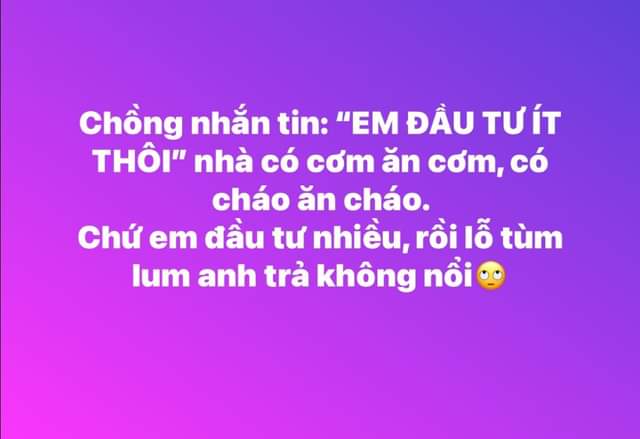 Chồng nhắn tin: “EM ĐẦU TƯ ÍT
THÔI” nhà có cơm ăn cơm, có
cháo ăn cháo.
Chứ em đầu tư nhiều, rồi lỗ tùm
lum anh trả không nổi🙄